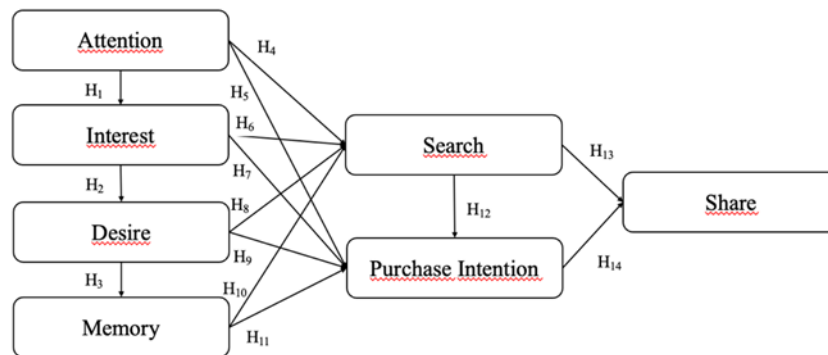 Attention
H1
Interest
H2
Desire
H3
Memory
H4
H5
H6
H7
H8
H9
H10
H11
Search
H12
Purchase Intention
H13
H14
Share